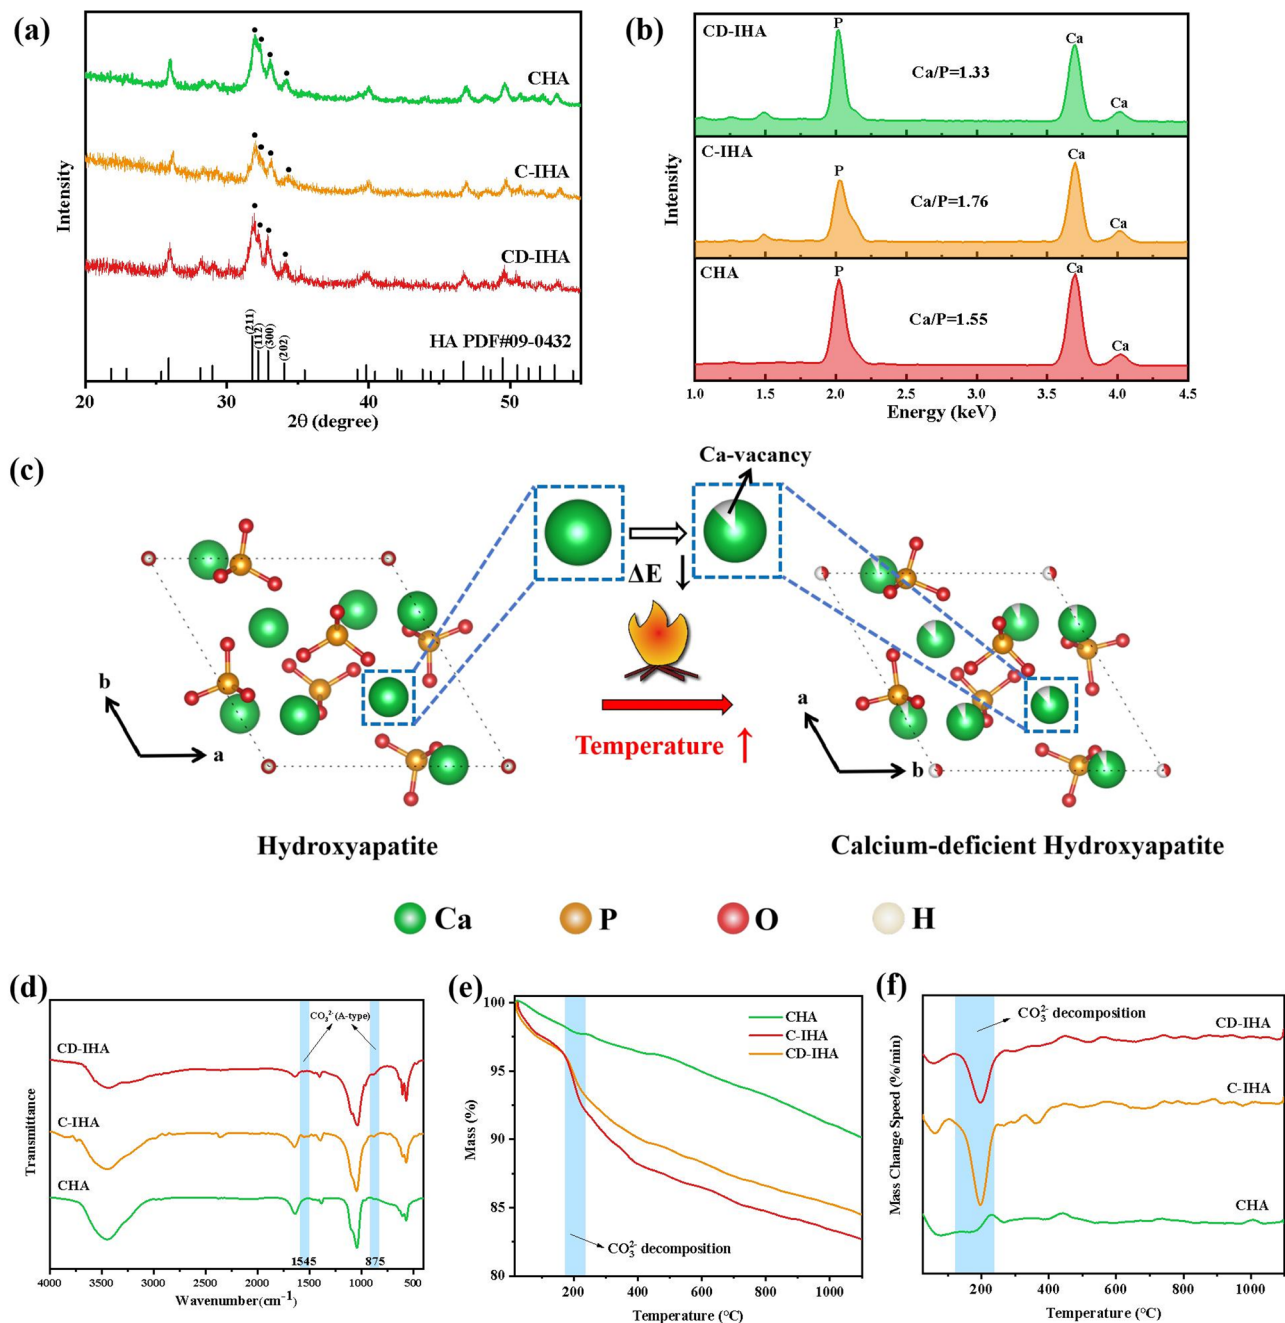 (a)
CHA
C-IHA
CD-IHA
(211)
(112)
(300)
(202)
HA PDF#09-0432
20 30 40 50
2θ (degree)
Intensity
(b)
CD-IHA
P
Ca/P=1.33
Ca
Ca
C-IHA
P
Ca/P=1.76
Ca
Ca
CHA
P
Ca/P=1.55
Ca
Ca
1.0 1.5 2.0 2.5 3.0 3.5 4.0 4.5
Energy (keV)
Intensity
(c)
Ca-vacancy
ΔE
Temperature
b
a
a
b
Hydroxyapatite
Calcium-deficient Hydroxyapatite
Ca P O H
(d)
CO₃²⁻(A-type)
CD-IHA
C-IHA
CHA
1545 875
4000 3500 3000 2500 2000 1500 1000 500
Wavenumber(cm⁻¹)
Transmittance
(e)
100
95
90
85
80
CHA
C-IHA
CD-IHA
CO₃²⁻ decomposition
200 400 600 800 1000
Temperature (°C)
Mass (%)
(f)
CO₃²⁻ decomposition
CD-IHA
C-IHA
CHA
200 400 600 800 1000
Temperature (°C)
Mass Change Speed (%/min)